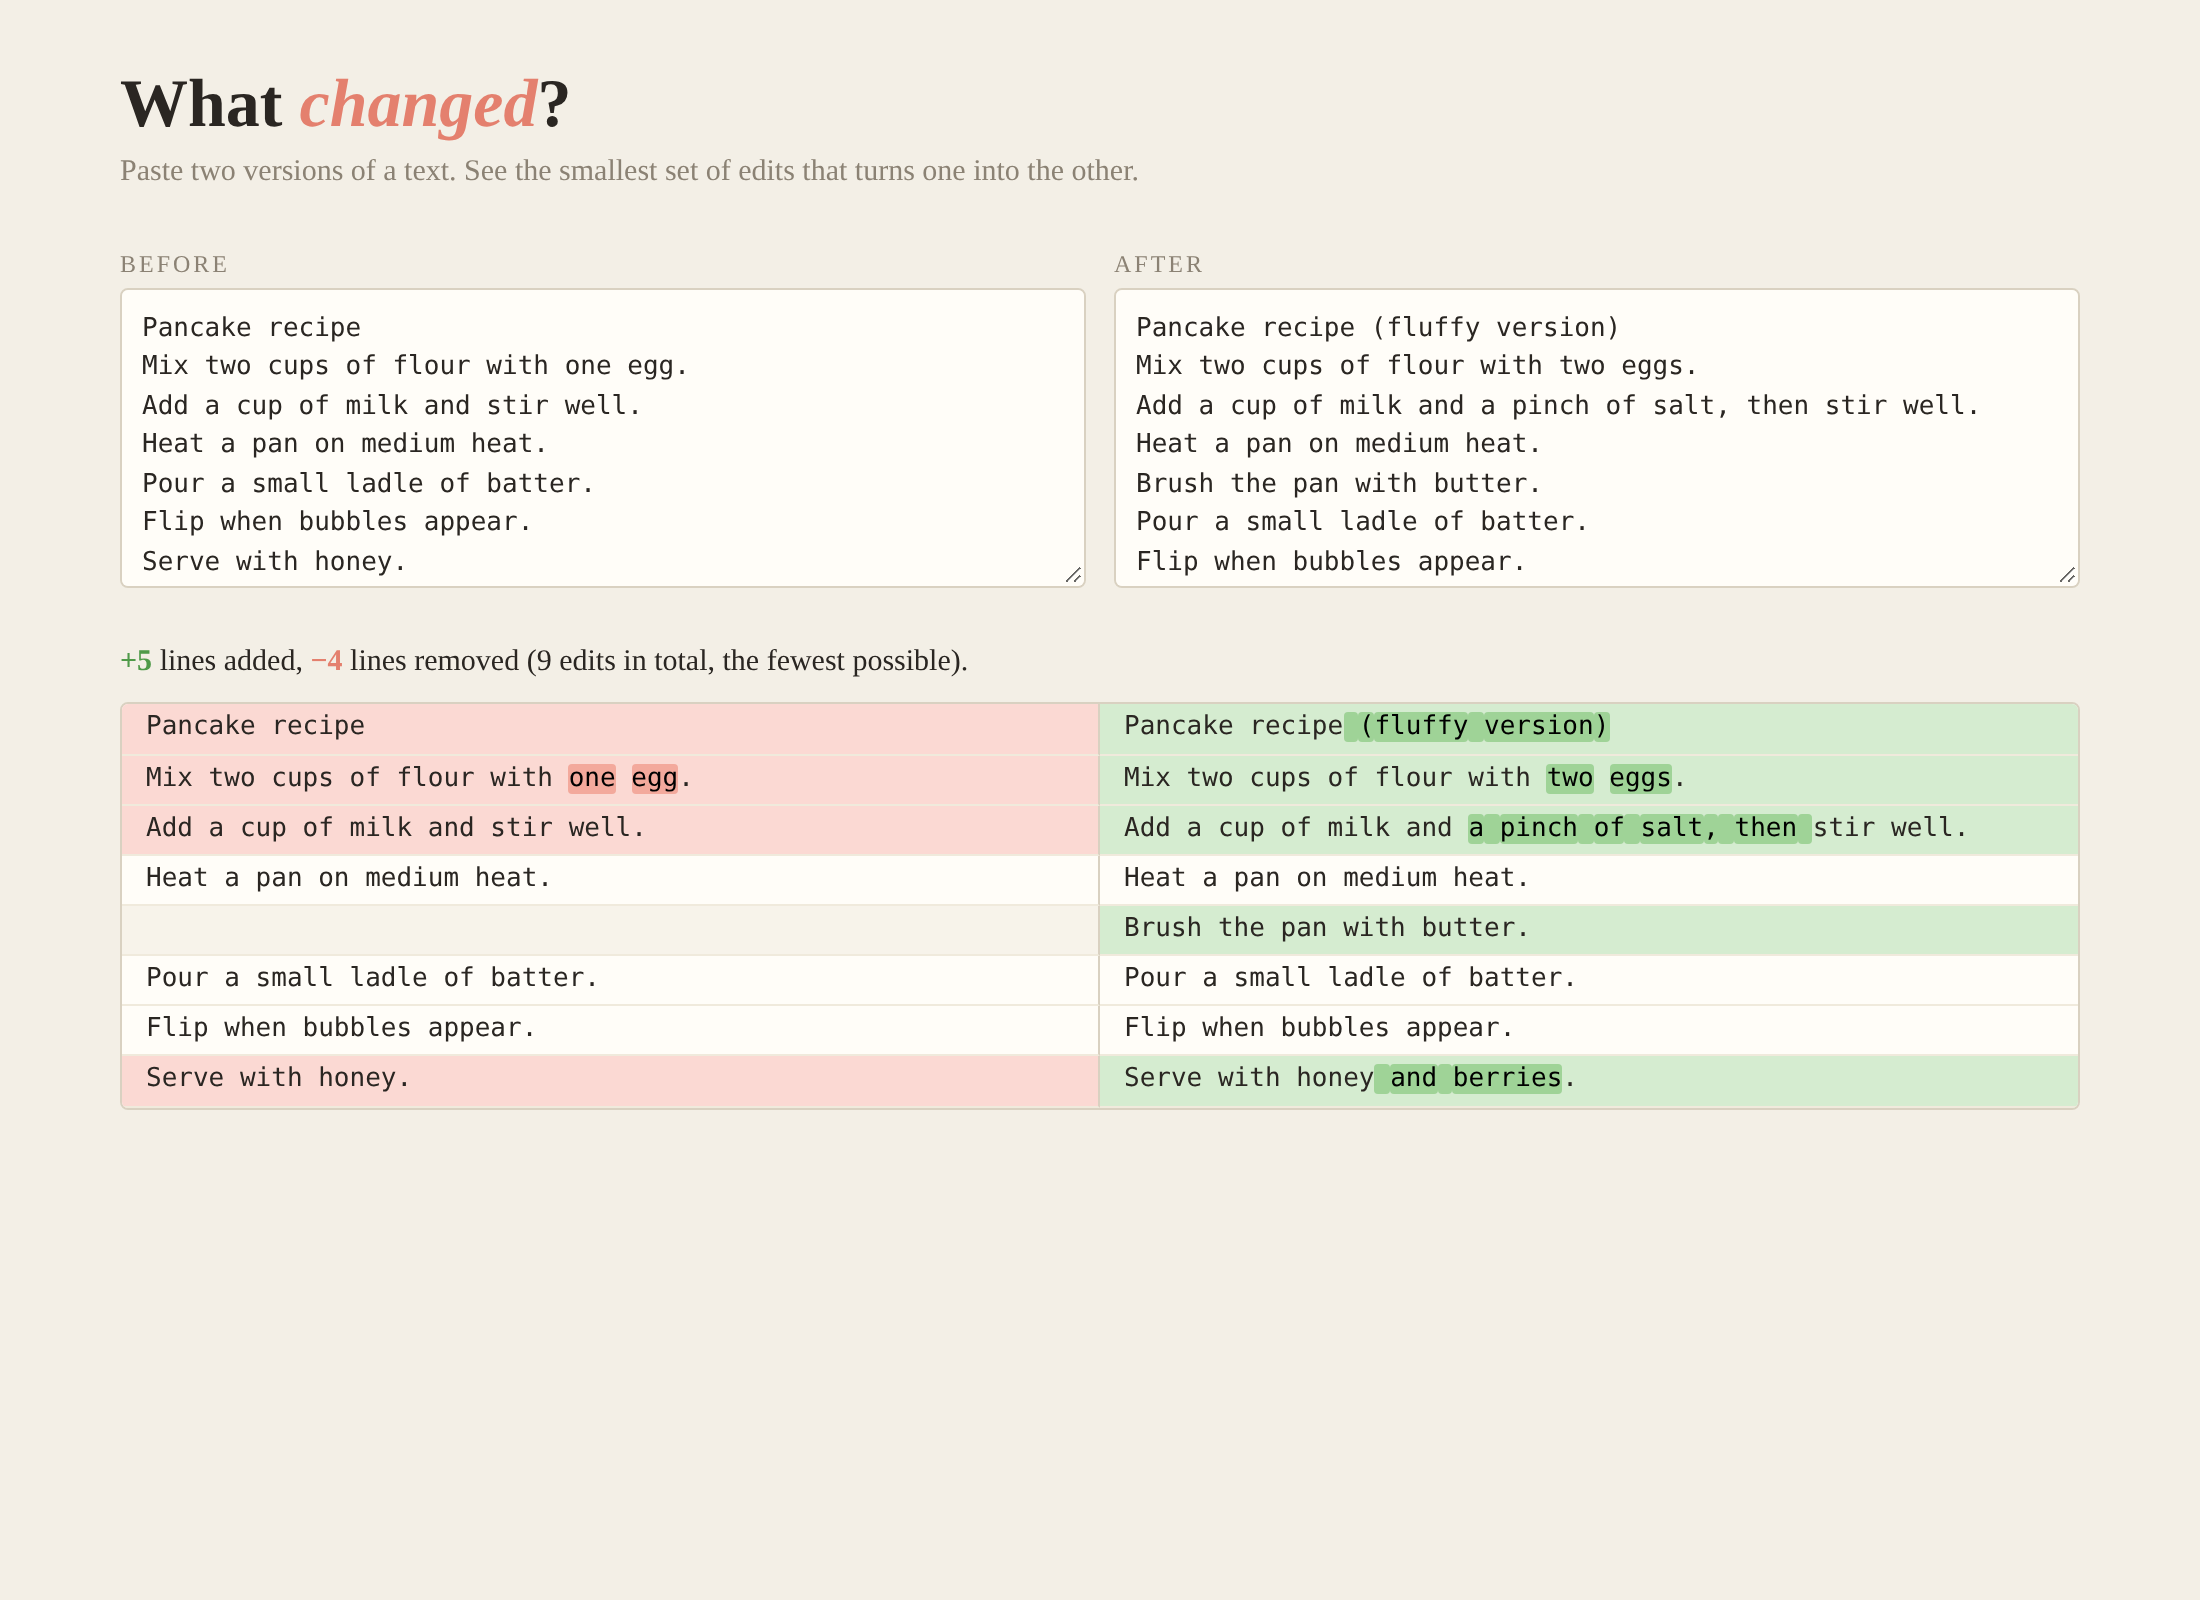 What changed?
Paste two versions of a text. See the smallest set of edits that turns one into the other.
BEFORE
Pancake recipe
Mix two cups of flour with one egg.
Add a cup of milk and stir well.
Heat a pan on medium heat.
Pour a small ladle of batter.
Flip when bubbles appear.
Serve with honey.
AFTER
Pancake recipe (fluffy version)
Mix two cups of flour with two eggs.
Add a cup of milk and a pinch of salt, then stir well.
Heat a pan on medium heat.
Brush the pan with butter.
Pour a small ladle of batter.
Flip when bubbles appear.
+5 lines added, −4 lines removed (9 edits in total, the fewest possible).
Pancake recipe
Pancake recipe (fluffy version)
Mix two cups of flour with one egg.
Mix two cups of flour with two eggs.
Add a cup of milk and stir well.
Add a cup of milk and a pinch of salt, then stir well.
Heat a pan on medium heat.
Heat a pan on medium heat.
Brush the pan with butter.
Pour a small ladle of batter.
Pour a small ladle of batter.
Flip when bubbles appear.
Flip when bubbles appear.
Serve with honey.
Serve with honey and berries.